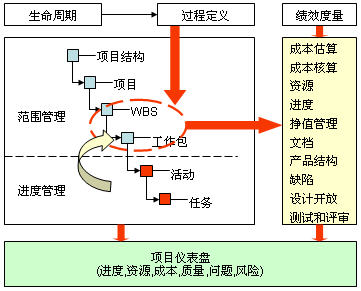 生命周期
过程定义
绩效度量
项目结构
项目
WBS
工作包
活动
任务
范围管理
进度管理
成本估算
成本核算
资源
进度
挣值管理
文档
产品结构
缺陷
设计开放
测试和评审
项目仪表盘
(进度,资源,成本,质量,问题,风险)